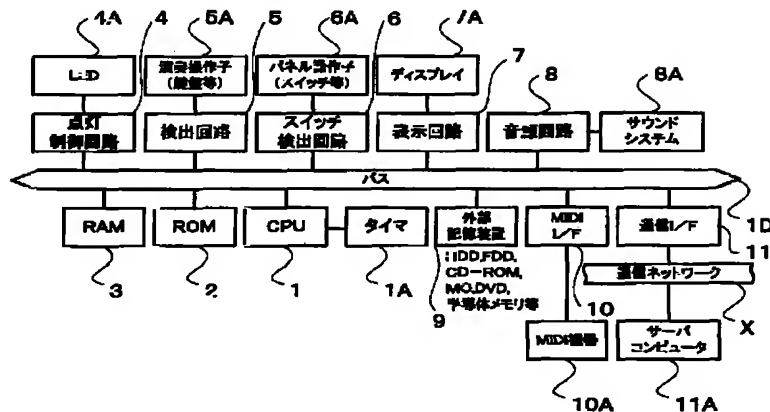 4A
4
5A
5
6A
6
7A
7
8
8A
LED
演奏操作子
(鍵盤等)
パネル操作子
(スイッチ等)
ディスプレイ
点灯
制御回路
検出回路
スイッチ
検出回路
表示回路
音源回路
サウンド
システム
バス
1D
RAM
ROM
CPU
タイマ
外部
記憶装置
MIDI
I/F
通信I/F
11
3
2
1
1A
9
HDD,FDD,
CD-ROM,
MO,DVD,
半導体メモリ等
10
通信ネットワーク
X
MIDI機器
サーバ
コンピュータ
10A
11A